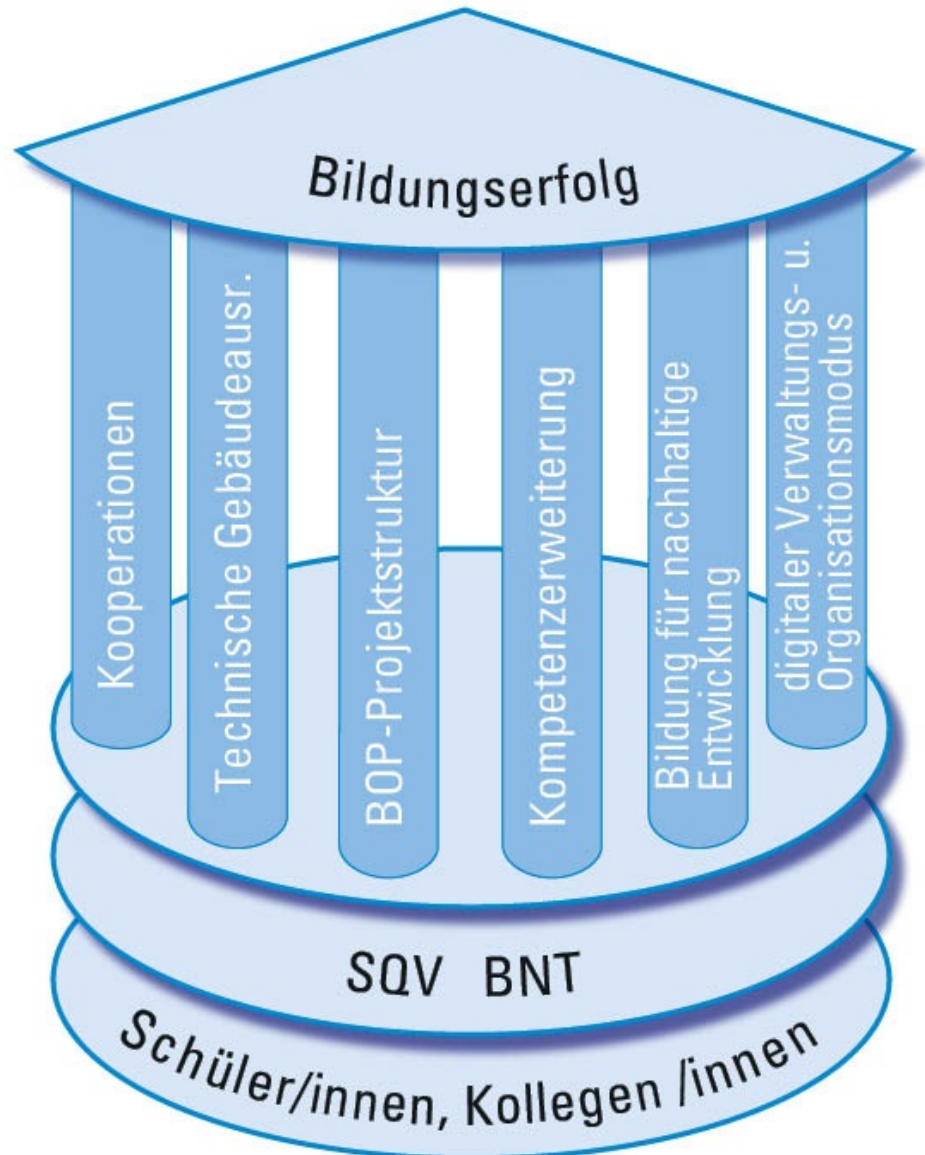 Bildungserfolg
Kooperationen
Technische Gebäudeausr.
BOP-Projektstruktur
Kompetenzerweiterung
Bildung für nachhaltige
Entwicklung
digitaler Verwaltungs- u.
Organisationsmodus
SQV BNT
Schüler/innen, Kollegen /innen